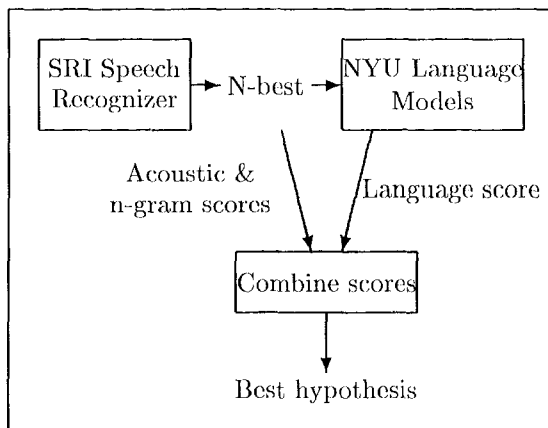 SRI Speech
Recognizer
N-best
NYU Language
Models
Acoustic &
n-gram scores
Language score
Combine scores
Best hypothesis